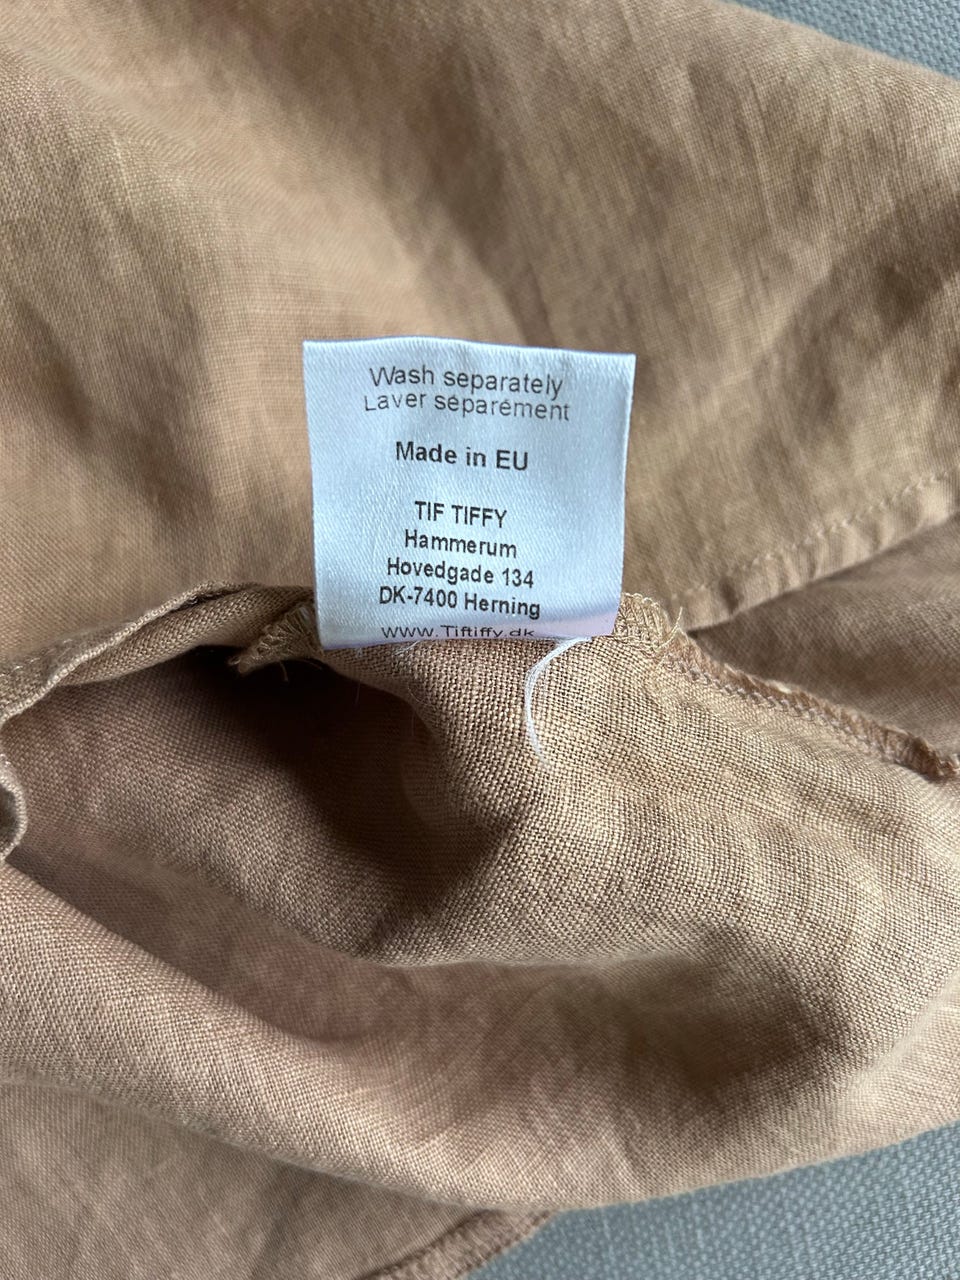 Wash separately
Laver séparément
Made in EU
TIF TIFFY
Hammerum
Hovedgade 134
DK-7400 Herning
www.Tiftiffy.dk